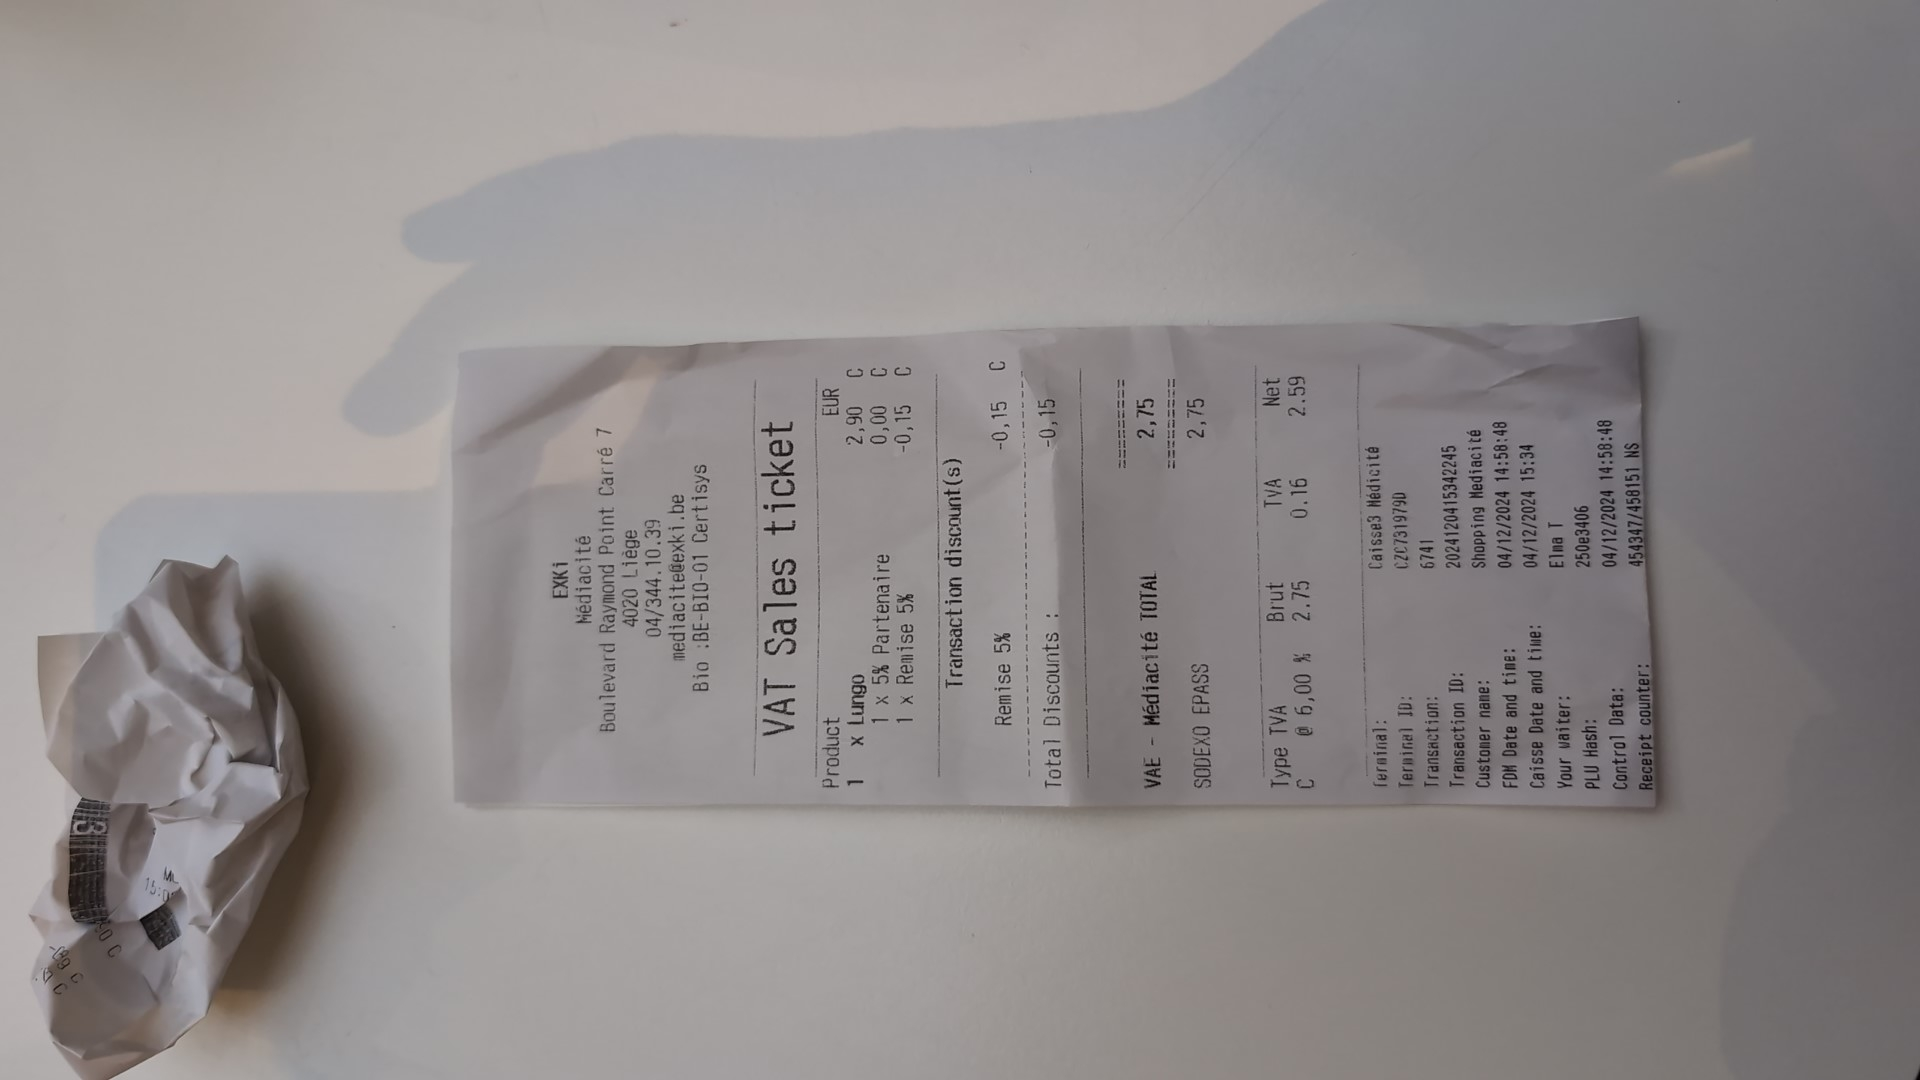 EXKi
Médiacité
Boulevard Raymond Point Carré 7
4020 Liège
04/344.10.39
mediacite@exki.be
Bio :BE-BIO-01 Certisys
VAT Sales ticket
Product EUR
1 x Lungo 2,90 C
1 x 5% Partenaire 0,00 C
1 x Remise 5% -0,15 C
Transaction discount(s)
Remise 5% -0,15 C
Total Discounts : -0,15
=========
VAE - Médiacité TOTAL 2,75
=========
SODEXO EPASS 2,75
Type TVA Brut TVA Net
C @ 6,00 % 2.75 0.16 2.59
Terminal: Caisse3 Médicité
Terminal ID: CZC731979D
Transaction: 6741
Transaction ID: 20241204153422​45
Customer name: Shopping Mediacité
FDM Date and time: 04/12/2024 14:58:48
Caisse Date and time: 04/12/2024 15:34
Your waiter: Elma T
PLU Hash: 250e3406
Control Data: 04/12/2024 14:58:48
Receipt counter: 454347/458151 NS